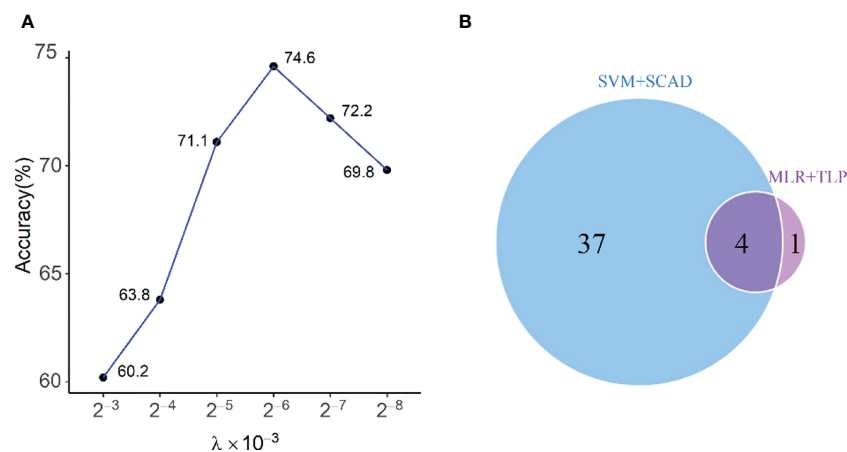 A
75
70
65
60
Accuracy(%)
60.2
63.8
71.1
74.6
72.2
69.8
2⁻³ 2⁻⁴ 2⁻⁵ 2⁻⁶ 2⁻⁷ 2⁻⁸
λ ×10⁻³
B
SVM+SCAD
MLR+TLP
37 4 1